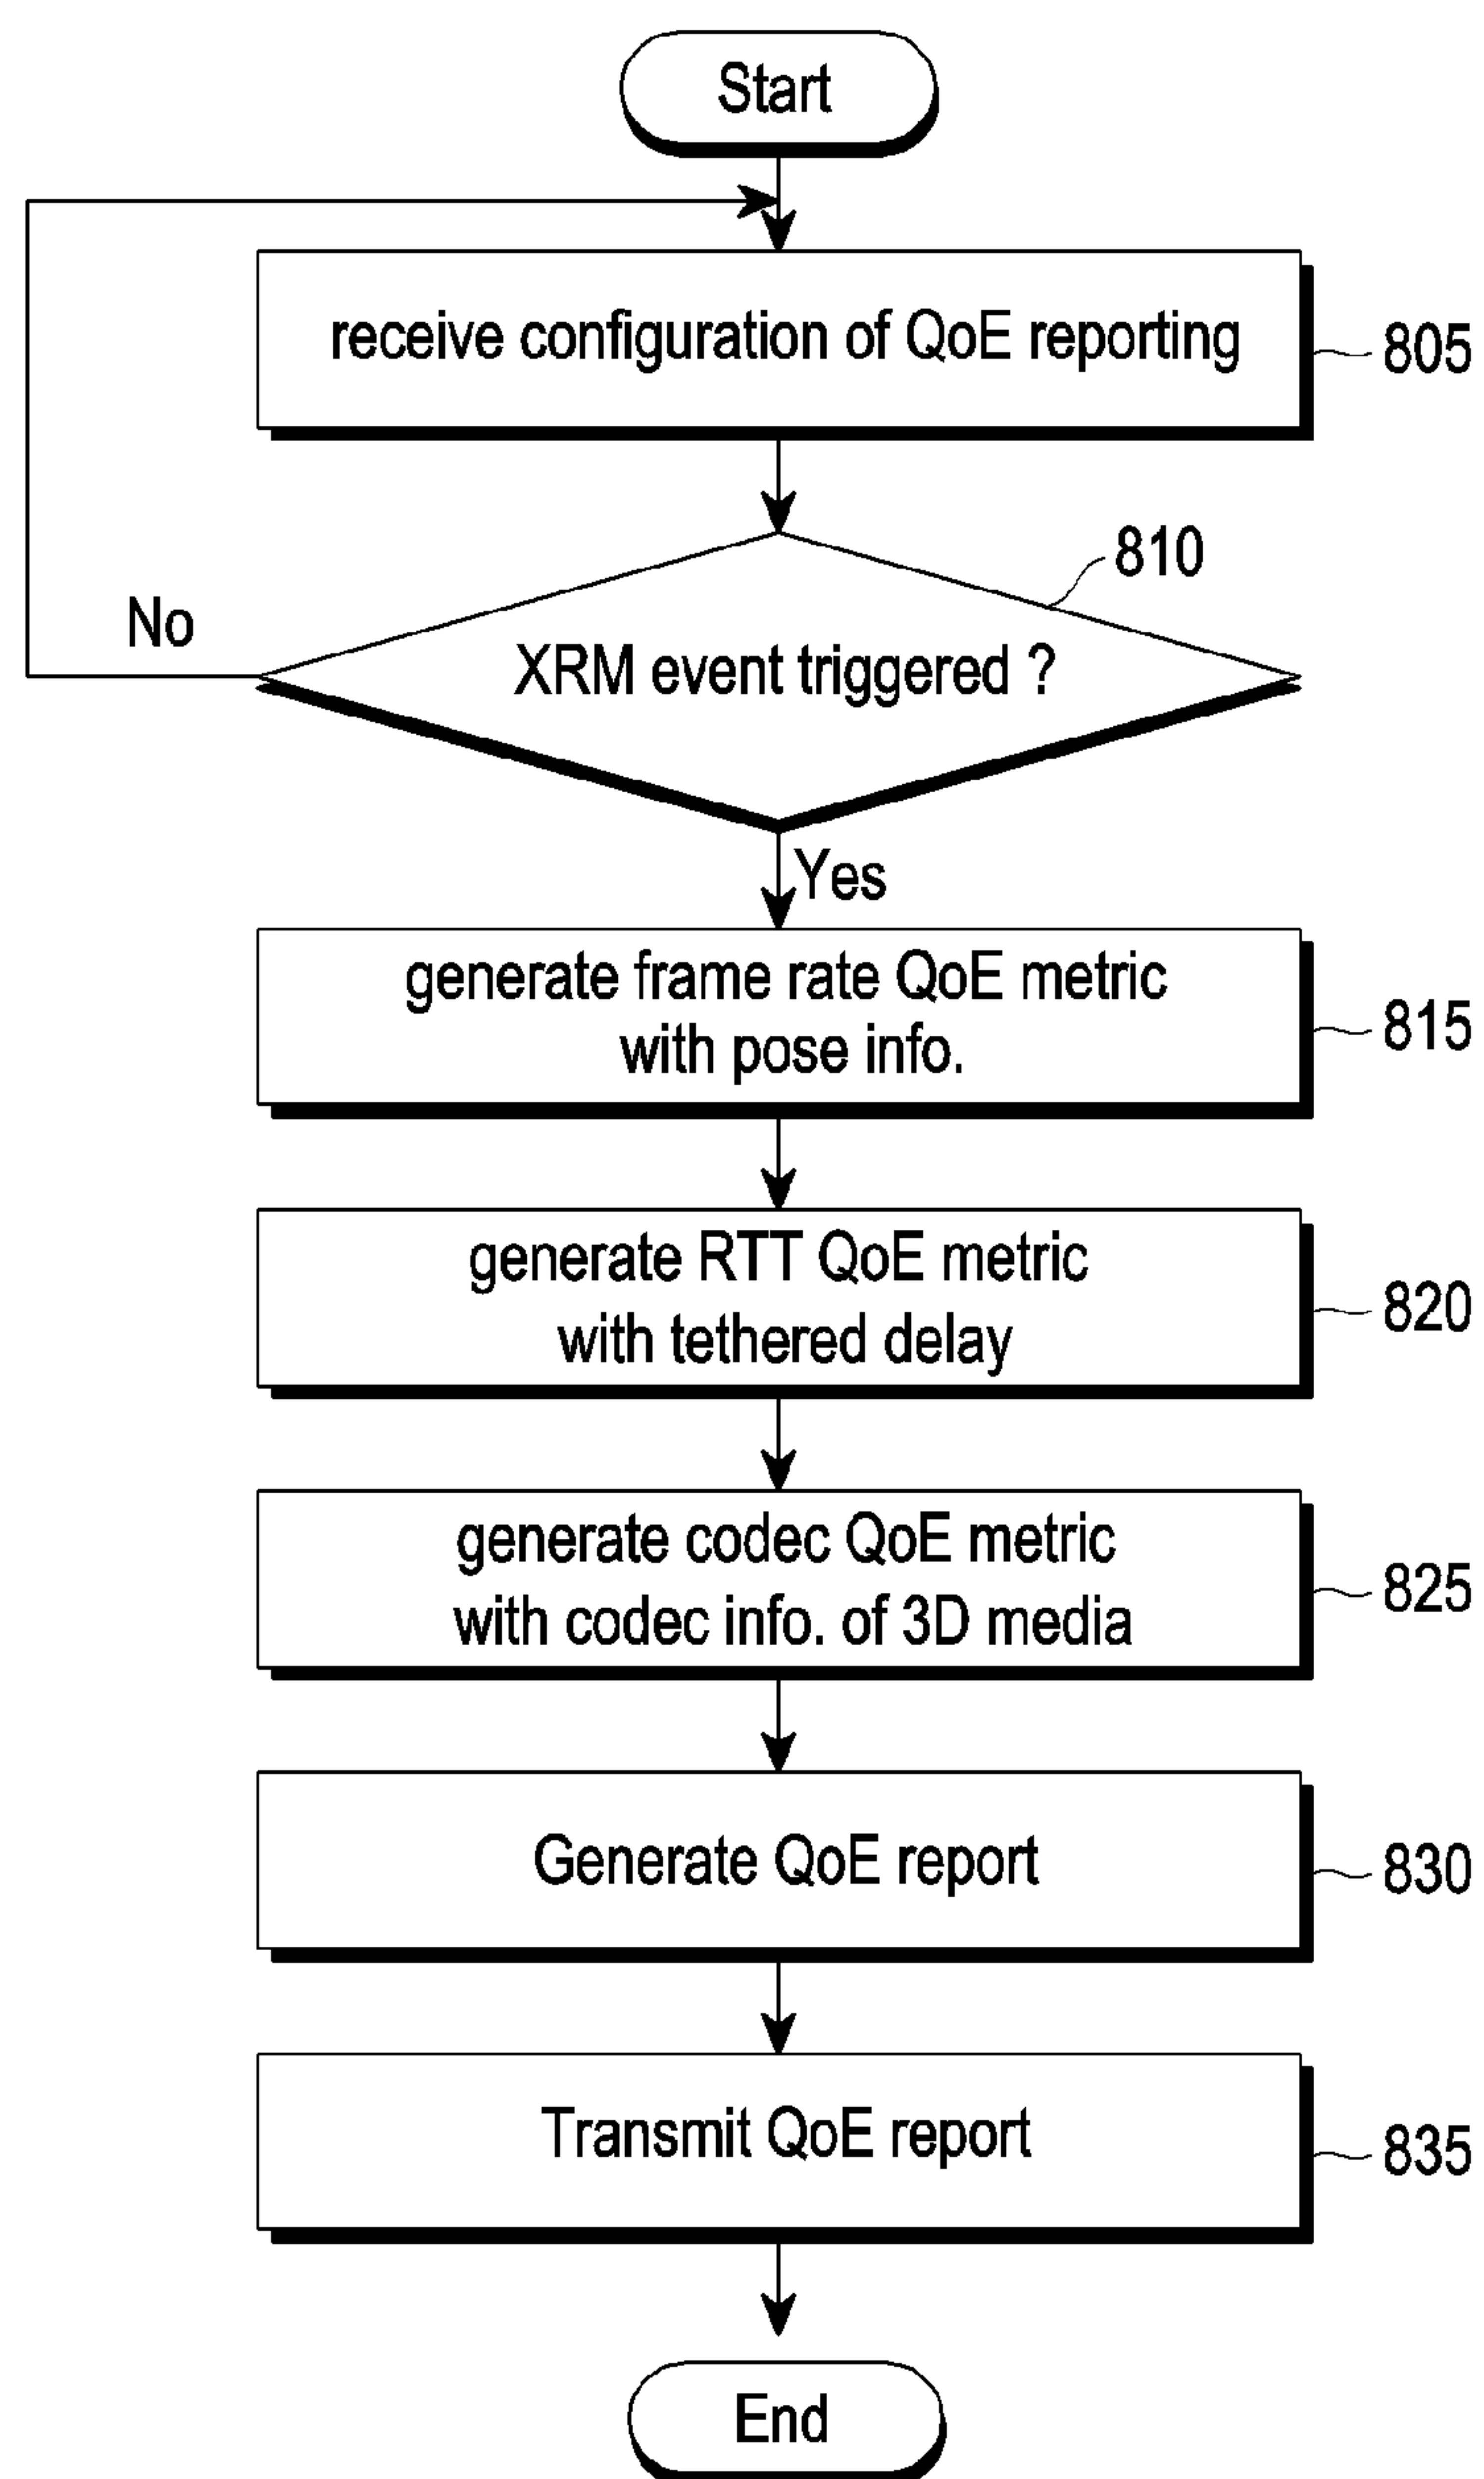 Start
receive configuration of QoE reporting
805
810
No
XRM event triggered ?
Yes
generate frame rate QoE metric
with pose info.
815
generate RTT QoE metric
with tethered delay
820
generate codec QoE metric
with codec info. of 3D media
825
Generate QoE report
830
Transmit QoE report
835
End